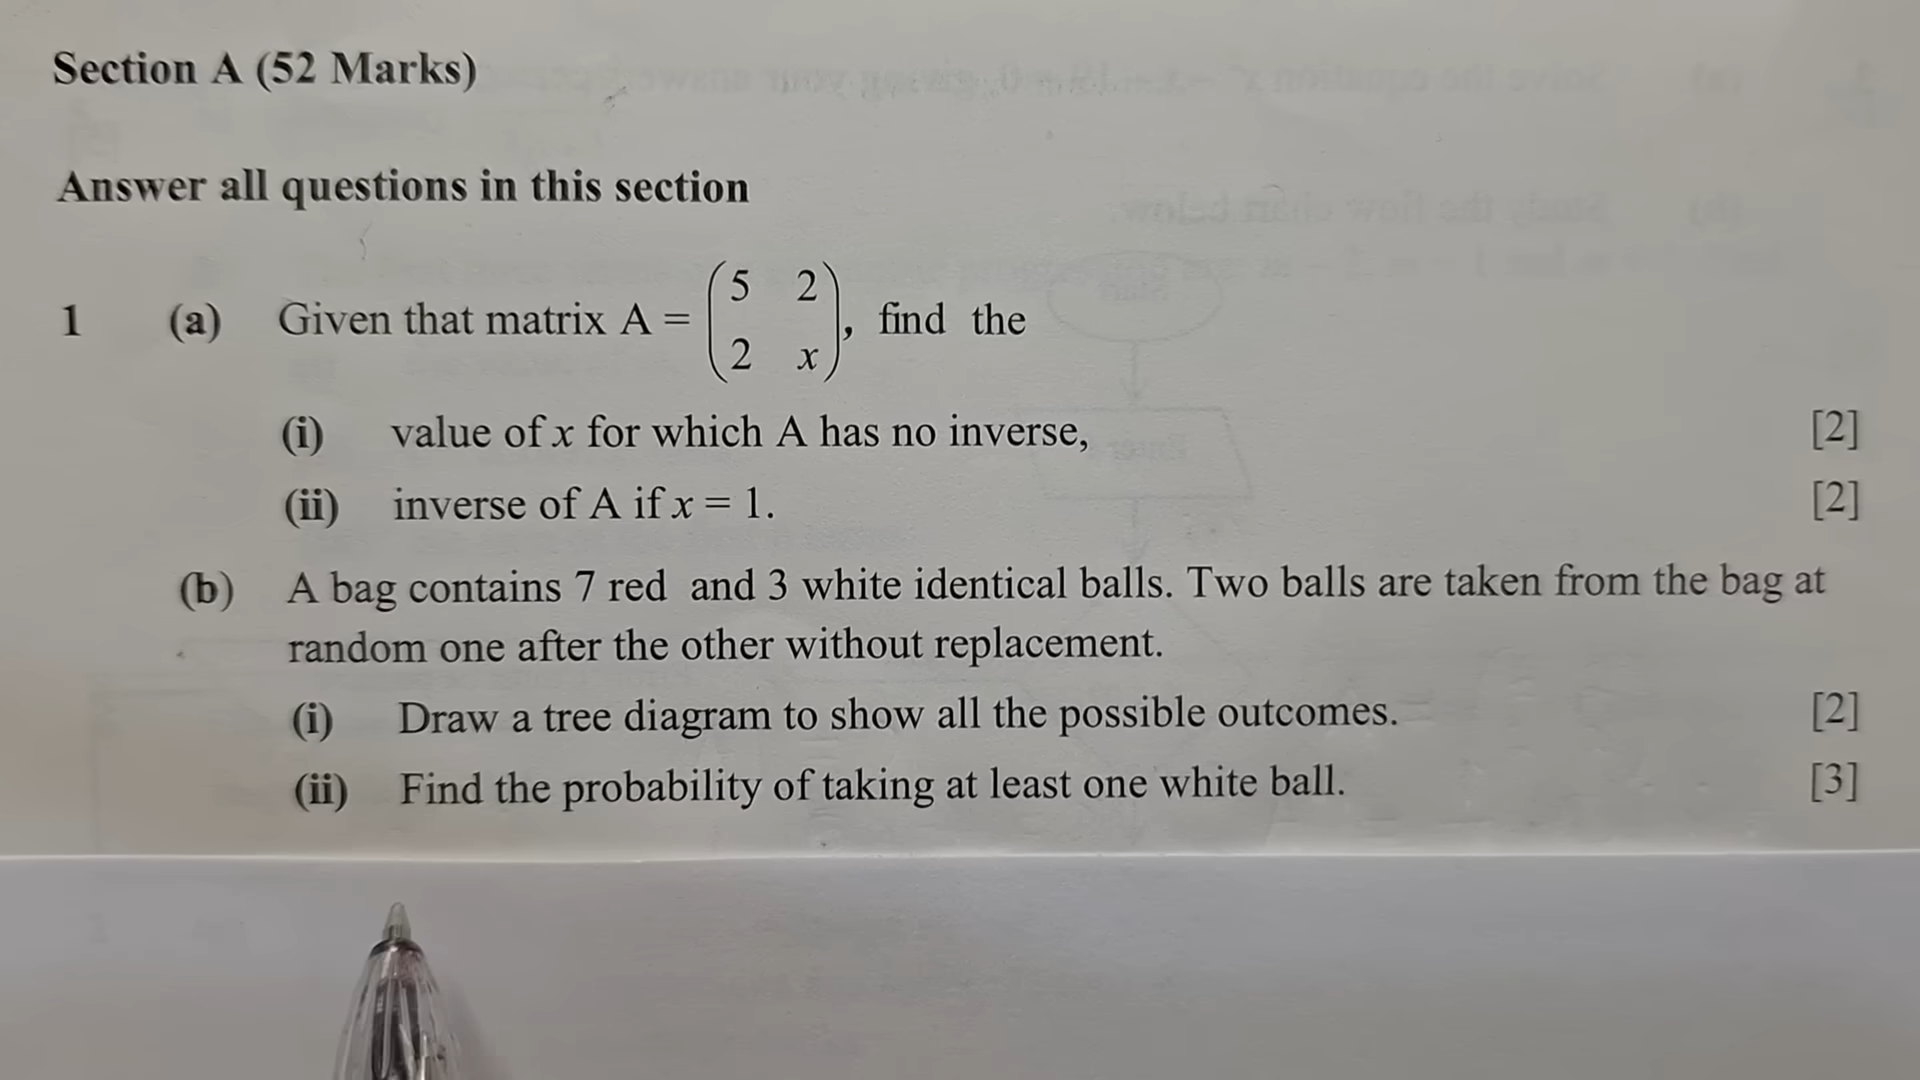 Section A (52 Marks)
Answer all questions in this section
1 (a) Given that matrix A = (5 2
2 x), find the
(i) value of x for which A has no inverse, [2]
(ii) inverse of A if x = 1. [2]
(b) A bag contains 7 red and 3 white identical balls. Two balls are taken from the bag at
random one after the other without replacement.
(i) Draw a tree diagram to show all the possible outcomes. [2]
(ii) Find the probability of taking at least one white ball. [3]